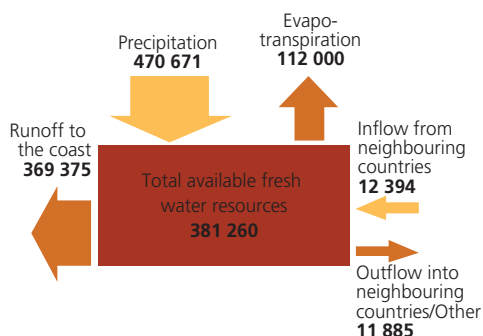 Precipitation
470 671
Evapo-
transpiration
112 000
Runoff to
the coast
369 375
Total available fresh
water resources
381 260
Inflow from
neighbouring
countries
12 394
Outflow into
neighbouring
countries/Other
11 885